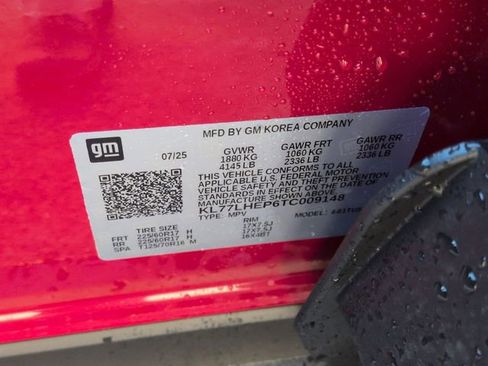 MFD BY GM KOREA COMPANY
gm
07/25 GVWR GAWR FRT GAWR RR
1880 KG 1060 KG 1060 KG
4145 LB 2336 LB 2336 LB
THIS VEHICLE CONFORMS TO ALL
APPLICABLE U.S. FEDERAL MOTOR
VEHICLE SAFETY AND THEFT PREVENTION
STANDARDS IN EFFECT ON THE DATE OF
MANUFACTURE SHOWN ABOVE
KL77LHEP6TC009148
TYPE: MPV MODEL:
TIRE SIZE RIM
FRT 225/60R17 H 17X7.5J
RR 225/60R17 H 17X7.5J
SPA T125/70R16 M 16X4BT